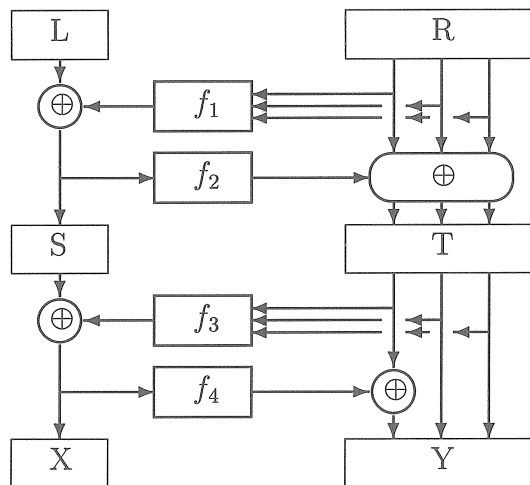 L R
⊕ f₁
f₂ ⊕
S T
⊕ f₃
f₄ ⊕
X Y